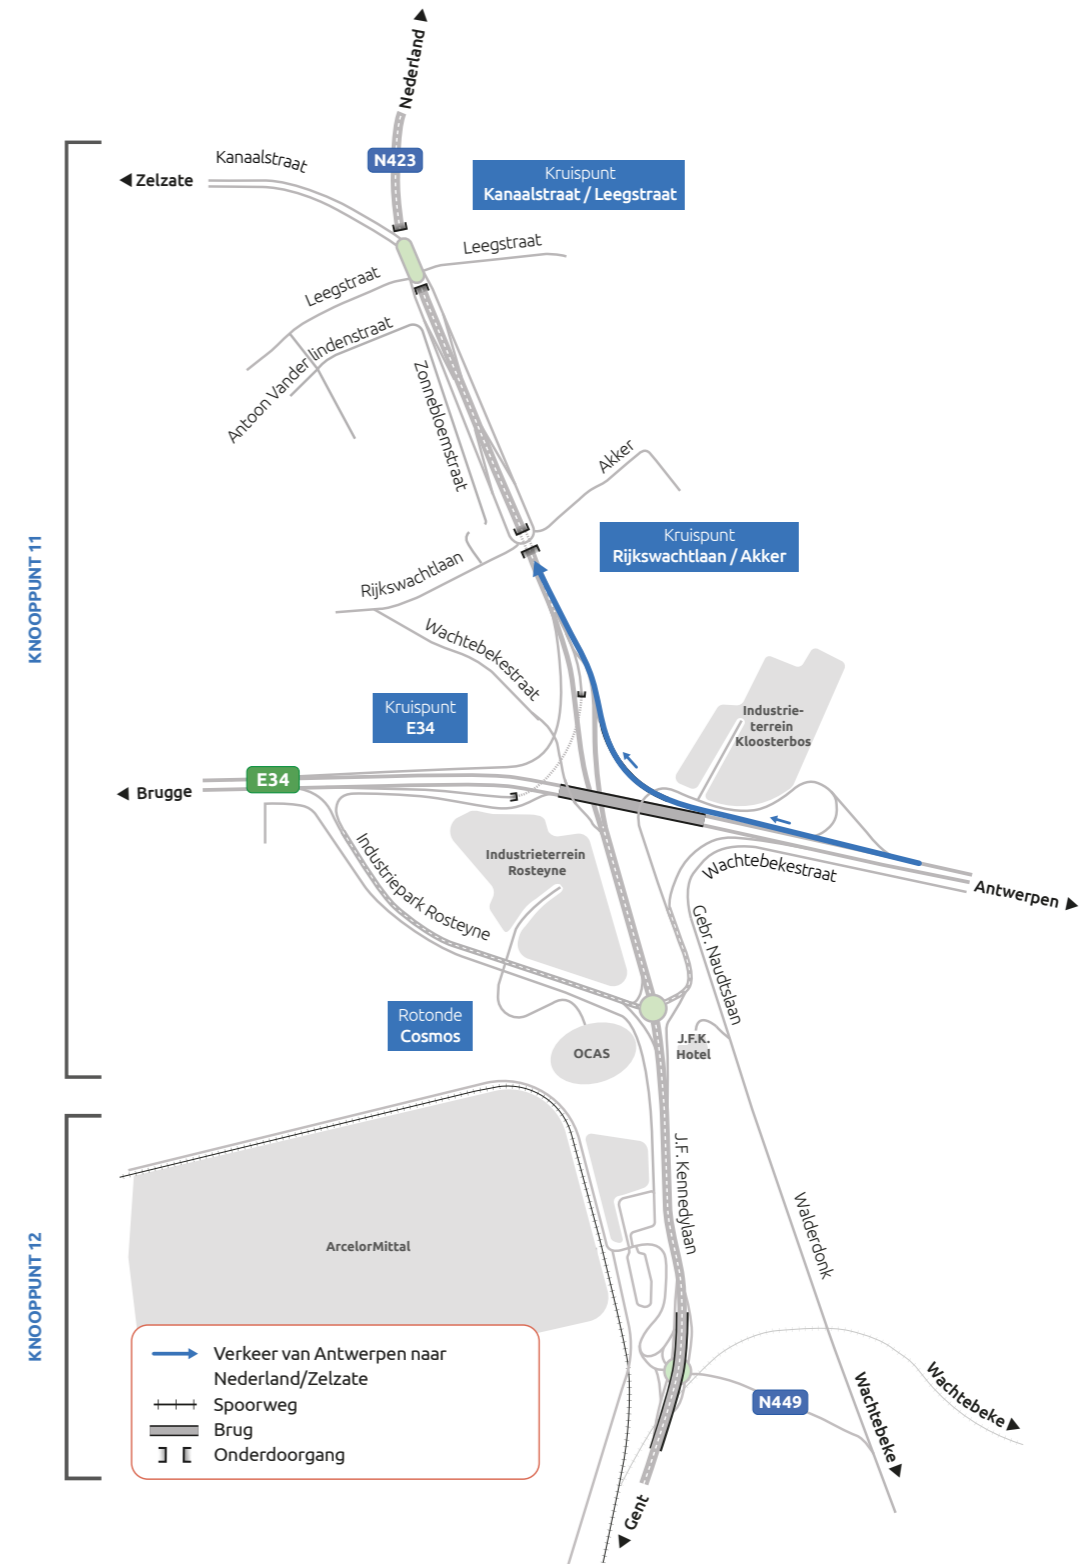 Nederland
N423
Kanaalstraat
Zelzate
Kruispunt
Kanaalstraat / Leegstraat
Leegstraat
Leegstraat
Antoon Vander lindenstraat
Zonnebloemstraat
Akker
Kruispunt
Rijkswachtlaan / Akker
Rijkswachtlaan
KNOOPPUNT 11
Wachtebekestraat
Kruispunt
E34
Industrie-
terrein
Kloosterbos
E34
Brugge
Industrieterrein
Rosteyne
Industriepark Rosteyne
Wachtebekestraat
Antwerpen
Gebr. Naudtslaan
Rotonde
Cosmos
OCAS
J.F.K.
Hotel
J.F. Kennedylaan
Walderdonk
ArcelorMittal
KNOOPPUNT 12
Verkeer van Antwerpen naar
Nederland/Zelzate
Spoorweg
Brug
Onderdoorgang
N449
Wachtebeke
Wachtebeke
Gent